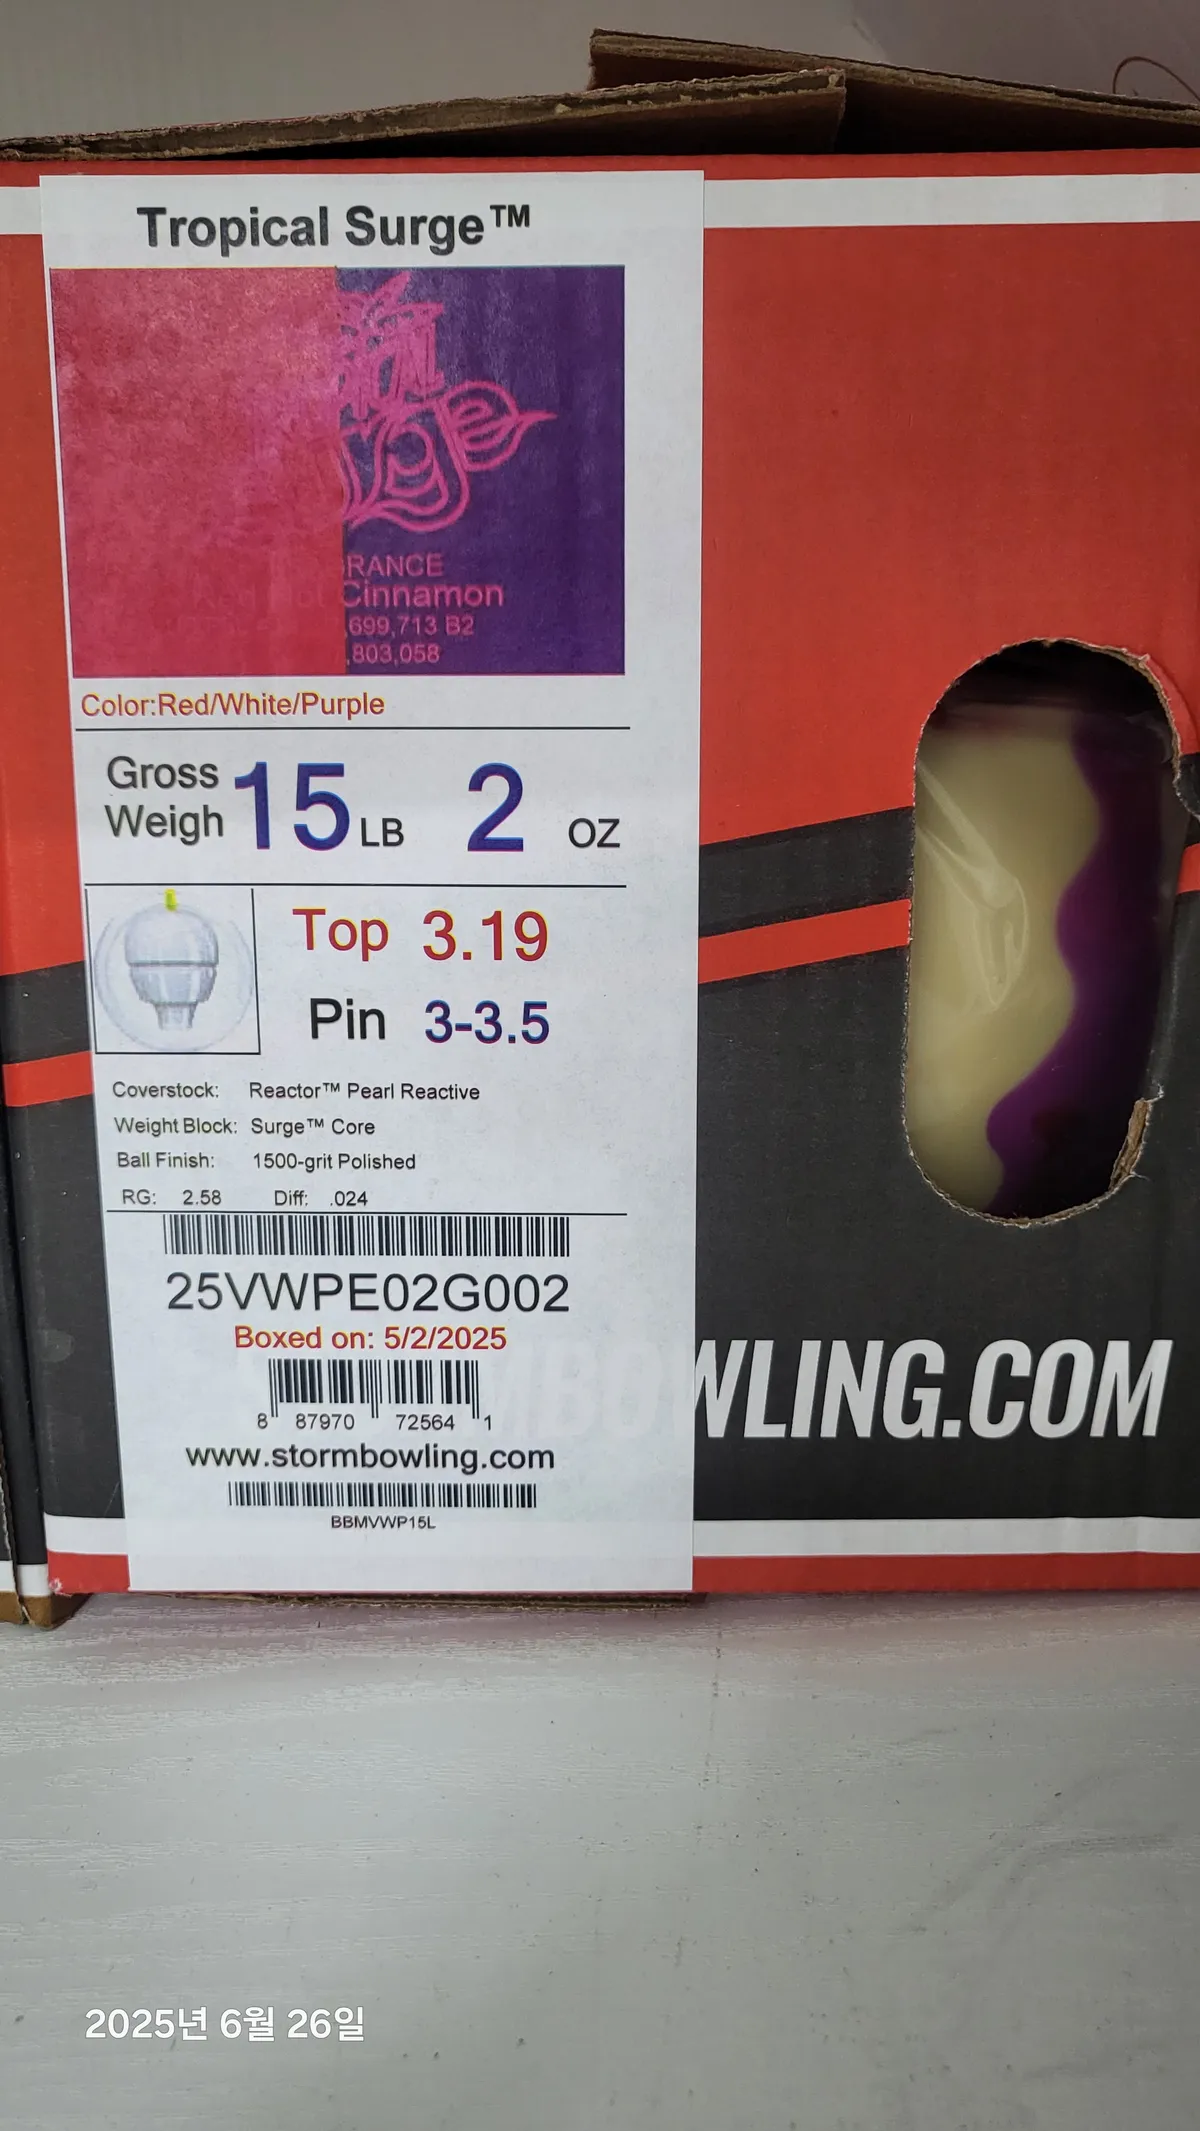 Tropical Surge™
RANCE
Cinnamon
,699,713 B2
,803,058
Color:Red/White/Purple
Gross
Weigh
15 LB 2 OZ
Top 3.19
Pin 3-3.5
Coverstock: Reactor™ Pearl Reactive
Weight Block: Surge™ Core
Ball Finish: 1500-grit Polished
RG: 2.58 Diff: .024
25VWPE02G002
Boxed on: 5/2/2025
8 87970 72564 1
www.stormbowling.com
BBMVWP15L
WLING.COM
2025년 6월 26일